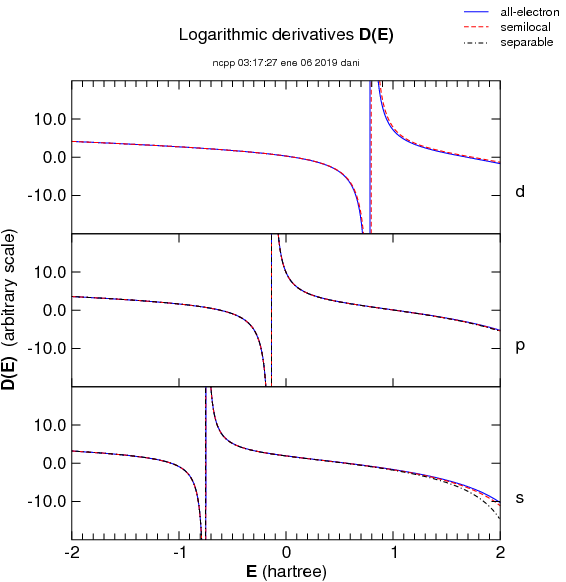 all-electron
semilocal
separable
Logarithmic derivatives D(E)
ncpp 03:17:27 ene 06 2019 dani
10.0
0.0
-10.0
d
10.0
0.0
-10.0
p
10.0
0.0
-10.0
s
D(E) (arbitrary scale)
-2 -1 0 1 2
E (hartree)